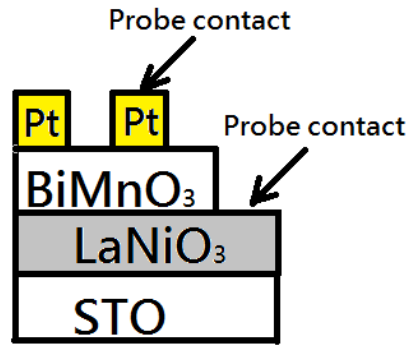 Probe contact
Pt Pt
Probe contact
BiMnO₃
LaNiO₃
STO